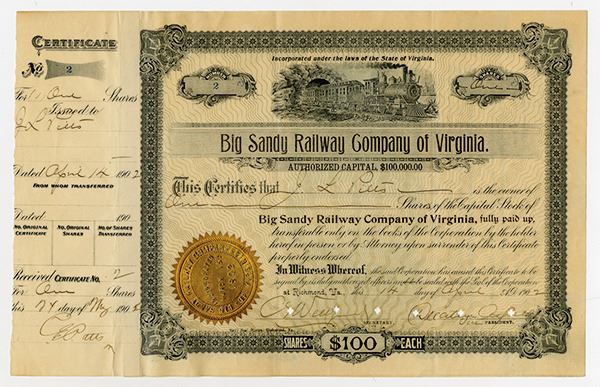 CERTIFICATE
No 2
For One Shares
Issued to
J L
Dated April 14 1902
FROM WHOM TRANSFERRED
Dated 190
NO. ORIGINAL CERTIFICATE
NO. ORIGINAL SHARES
NO. OF SHARES TRANSFERRED
Received CERTIFICATE NO. 2
For One Shares
this 24 day of May 1902
Incorporated under the laws of the State of Virginia.
2
One
Big Sandy Railway Company of Virginia.
AUTHORIZED CAPITAL, $100,000.00
This Certifies that J L is the owner of
One Shares of the Capital Stock of
Big Sandy Railway Company of Virginia, fully paid up,
transferable only on the books of the Corporation by the holder
hereof in person or by Attorney upon surrender of this Certificate
properly endorsed.
In Witness Whereof, the said Corporation has caused this Certificate to be
signed by its duly authorized officers and to be sealed with the Seal of the Corporation
at Richmond, Va. this 14 day of April A.D. 1902
SECRETARY.
PRESIDENT.
SHARES $100 EACH